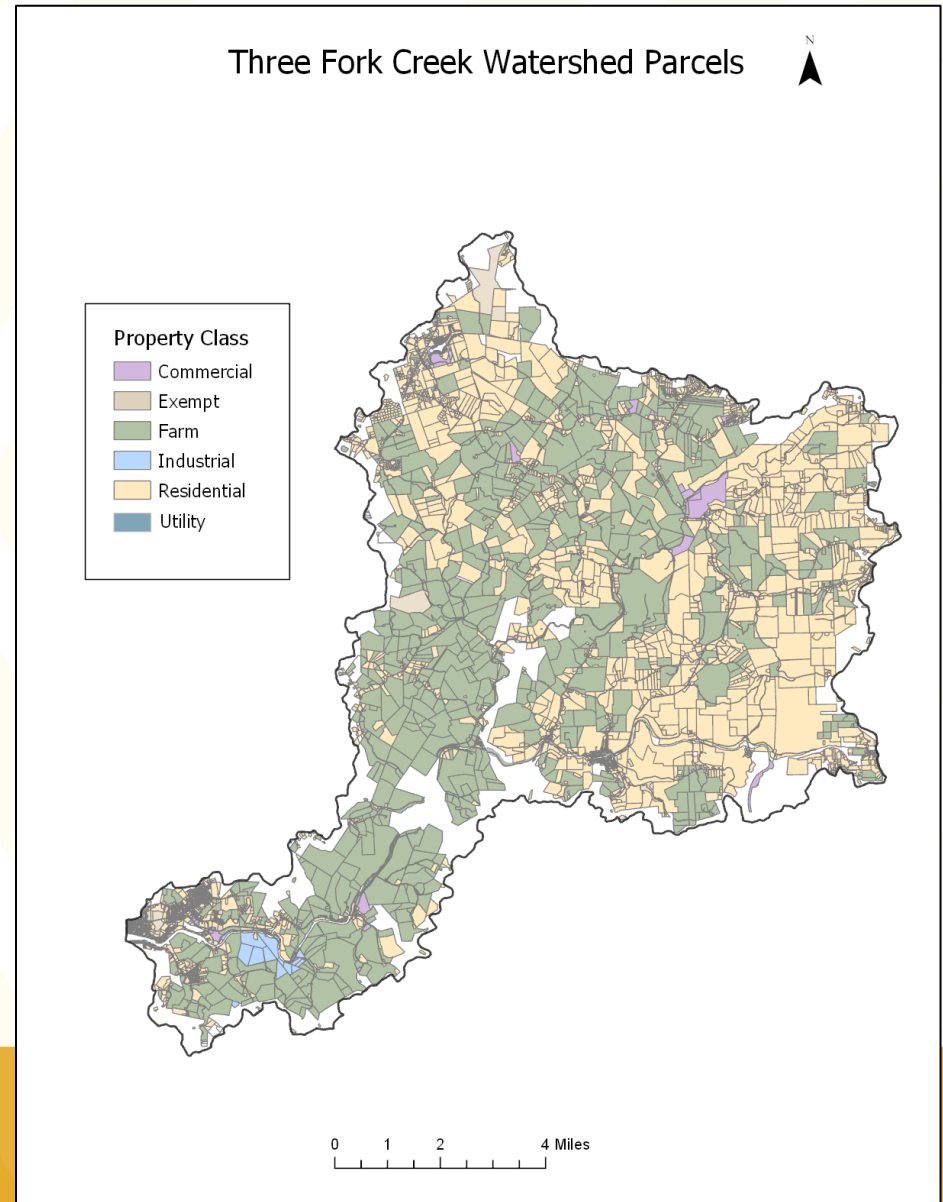 Three Fork Creek Watershed Parcels
N
Property Class
Commercial
Exempt
Farm
Industrial
Residential
Utility
0 1 2 4 Miles